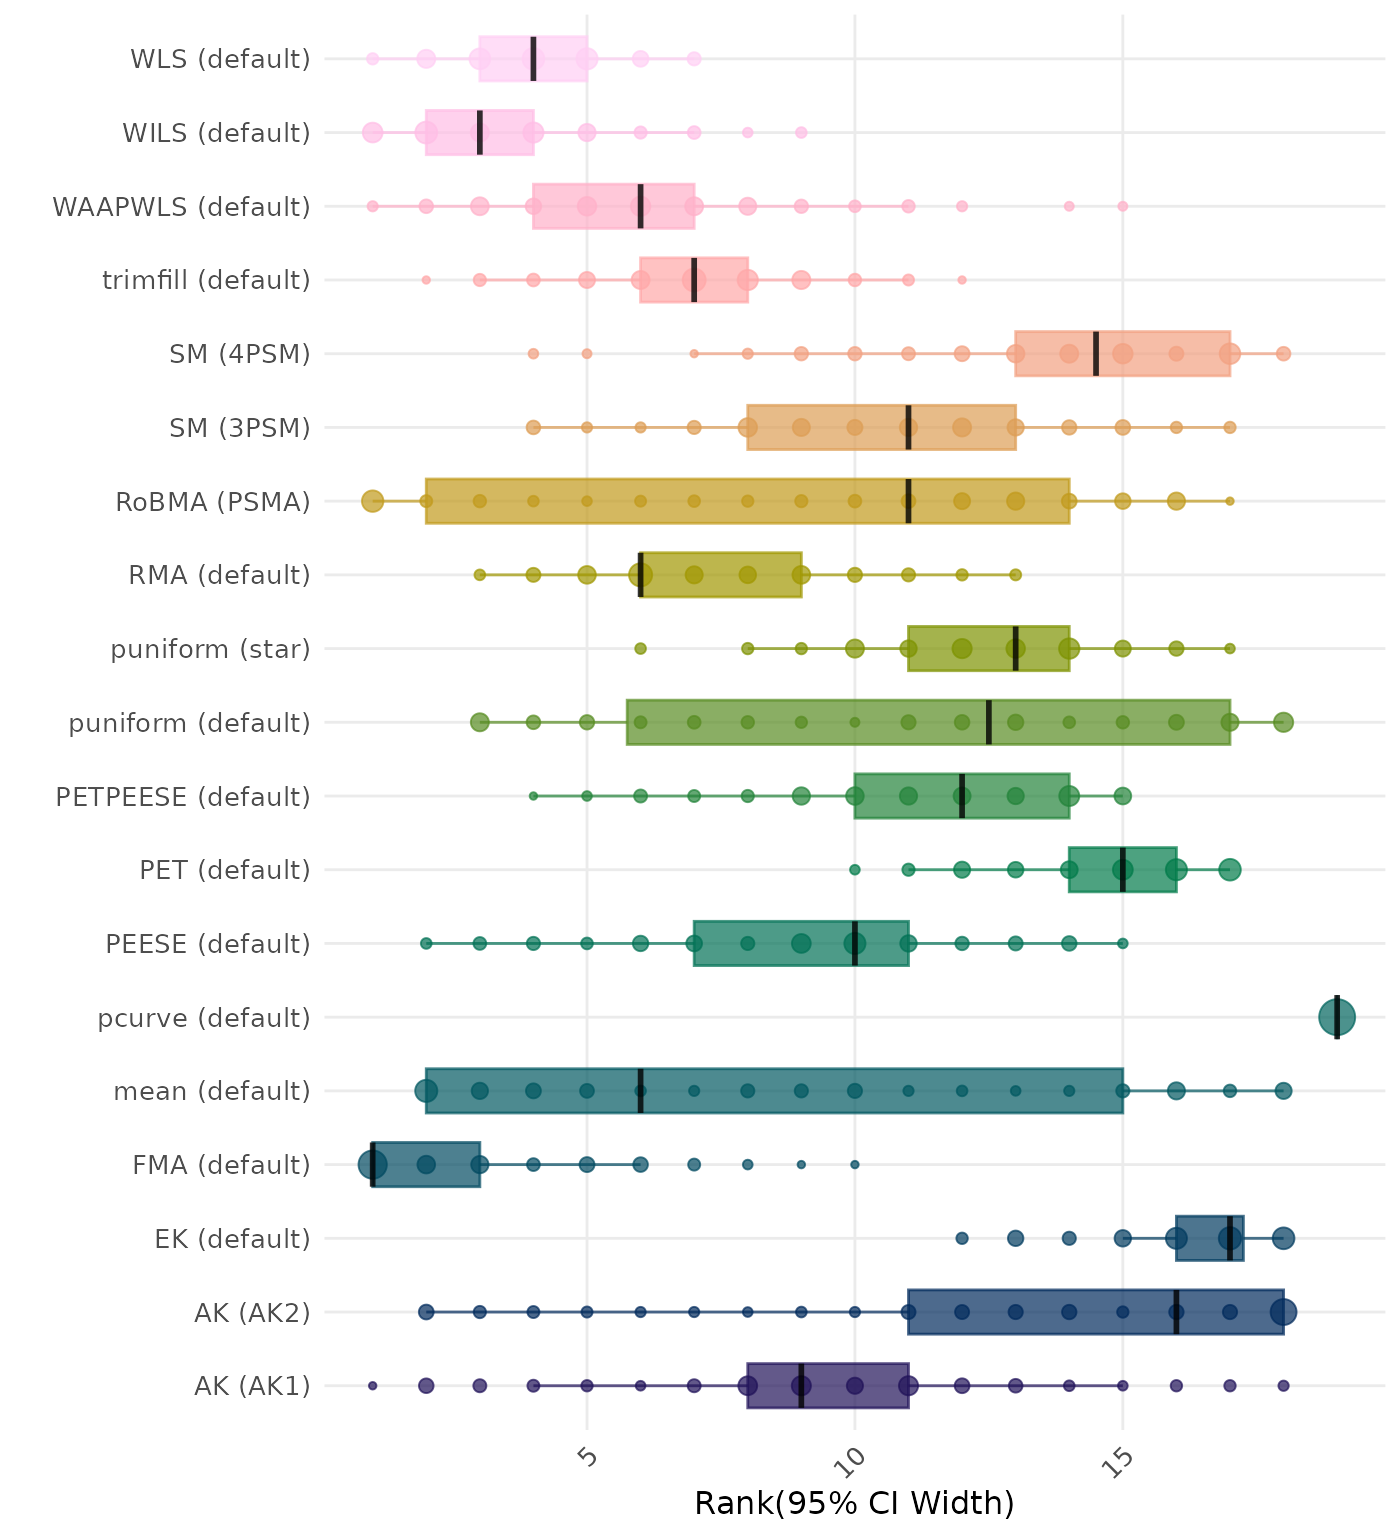 WLS (default)
WILS (default)
WAAPWLS (default)
trimfill (default)
SM (4PSM)
SM (3PSM)
RoBMA (PSMA)
RMA (default)
puniform (star)
puniform (default)
PETPEESE (default)
PET (default)
PEESE (default)
pcurve (default)
mean (default)
FMA (default)
EK (default)
AK (AK2)
AK (AK1)
5
10
15
Rank(95% CI Width)